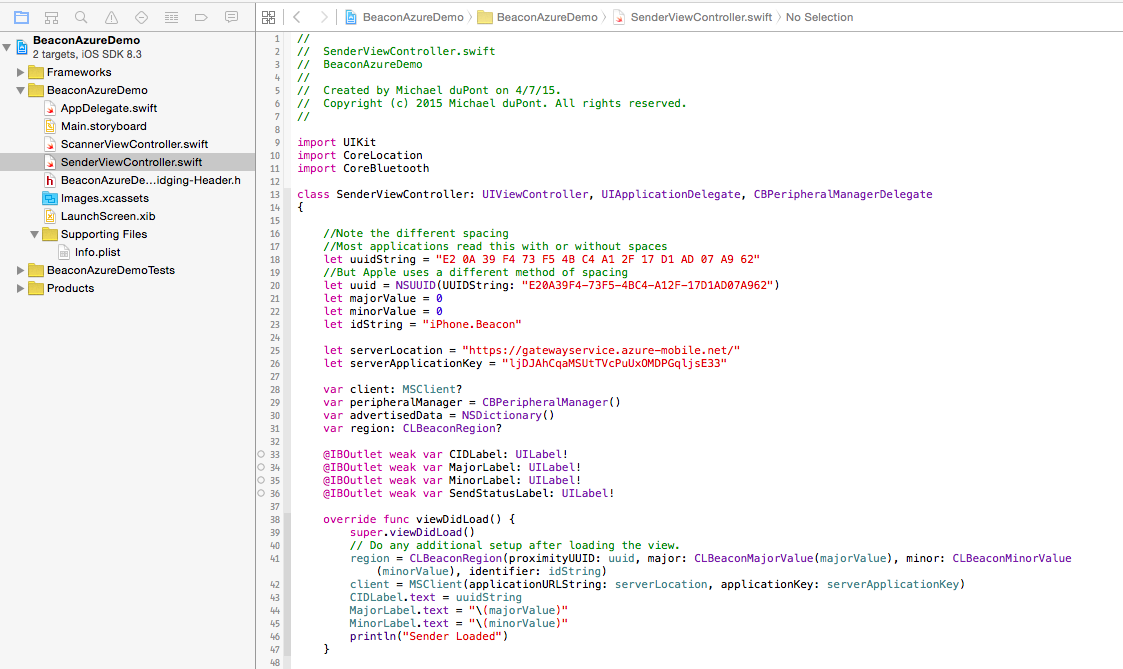 BeaconAzureDemo
2 targets, iOS SDK 8.3
Frameworks
BeaconAzureDemo
AppDelegate.swift
Main.storyboard
ScannerViewController.swift
SenderViewController.swift
h BeaconAzureDe...idging-Header.h
Images.xcassets
LaunchScreen.xib
Supporting Files
Info.plist
BeaconAzureDemoTests
Products
BeaconAzureDemo BeaconAzureDemo SenderViewController.swift No Selection
1 //
2 //  SenderViewController.swift
3 //  BeaconAzureDemo
4 //
5 //  Created by Michael duPont on 4/7/15.
6 //  Copyright (c) 2015 Michael duPont. All rights reserved.
7 //
8
9 import UIKit
10 import CoreLocation
11 import CoreBluetooth
12
13 class SenderViewController: UIViewController, UIApplicationDelegate, CBPeripheralManagerDelegate
14 {
15
16     //Note the different spacing
17     //Most applications read this with or without spaces
18     let uuidString = "E2 0A 39 F4 73 F5 4B C4 A1 2F 17 D1 AD 07 A9 62"
19     //But Apple uses a different method of spacing
20     let uuid = NSUUID(UUIDString: "E20A39F4-73F5-4BC4-A12F-17D1AD07A962")
21     let majorValue = 0
22     let minorValue = 0
23     let idString = "iPhone.Beacon"
24
25     let serverLocation = "https://gatewayservice.azure-mobile.net/"
26     let serverApplicationKey = "ljDJAhCqaMSUtTVcPuUxOMDPGqljsE33"
27
28     var client: MSClient?
29     var peripheralManager = CBPeripheralManager()
30     var advertisedData = NSDictionary()
31     var region: CLBeaconRegion?
32
33     @IBOutlet weak var CIDLabel: UILabel!
34     @IBOutlet weak var MajorLabel: UILabel!
35     @IBOutlet weak var MinorLabel: UILabel!
36     @IBOutlet weak var SendStatusLabel: UILabel!
37
38     override func viewDidLoad() {
39         super.viewDidLoad()
40         // Do any additional setup after loading the view.
41         region = CLBeaconRegion(proximityUUID: uuid, major: CLBeaconMajorValue(majorValue), minor: CLBeaconMinorValue
(minorValue), identifier: idString)
42         client = MSClient(applicationURLString: serverLocation, applicationKey: serverApplicationKey)
43         CIDLabel.text = uuidString
44         MajorLabel.text = "\(majorValue)"
45         MinorLabel.text = "\(minorValue)"
46         println("Sender Loaded")
47     }
48